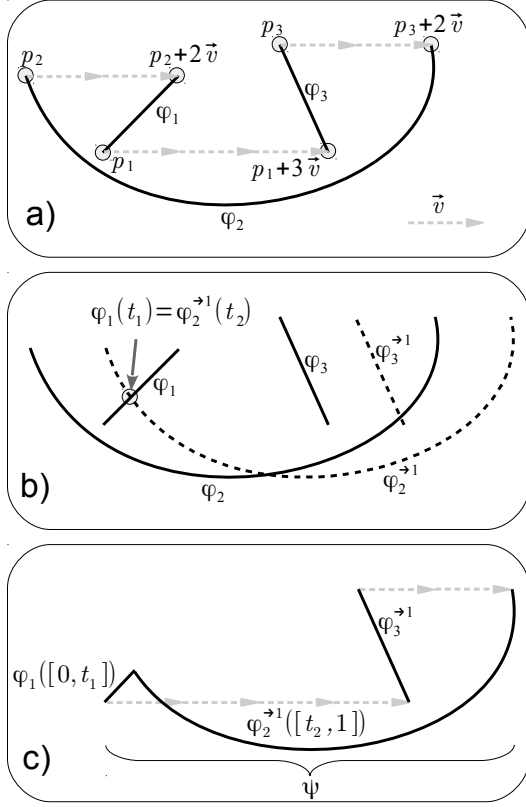 p₃ p₃+2v⃗
p₂ p₂+2v⃗
φ₁ φ₃
p₁ p₁+3v⃗
v⃗
a) φ₂
φ₁(t₁)=φ₂→¹(t₂)
φ₁ φ₃ φ₃→¹
b) φ₂ φ₂→¹
φ₃→¹
φ₁([0,t₁])
φ₂→¹([t₂,1])
c)
ψ